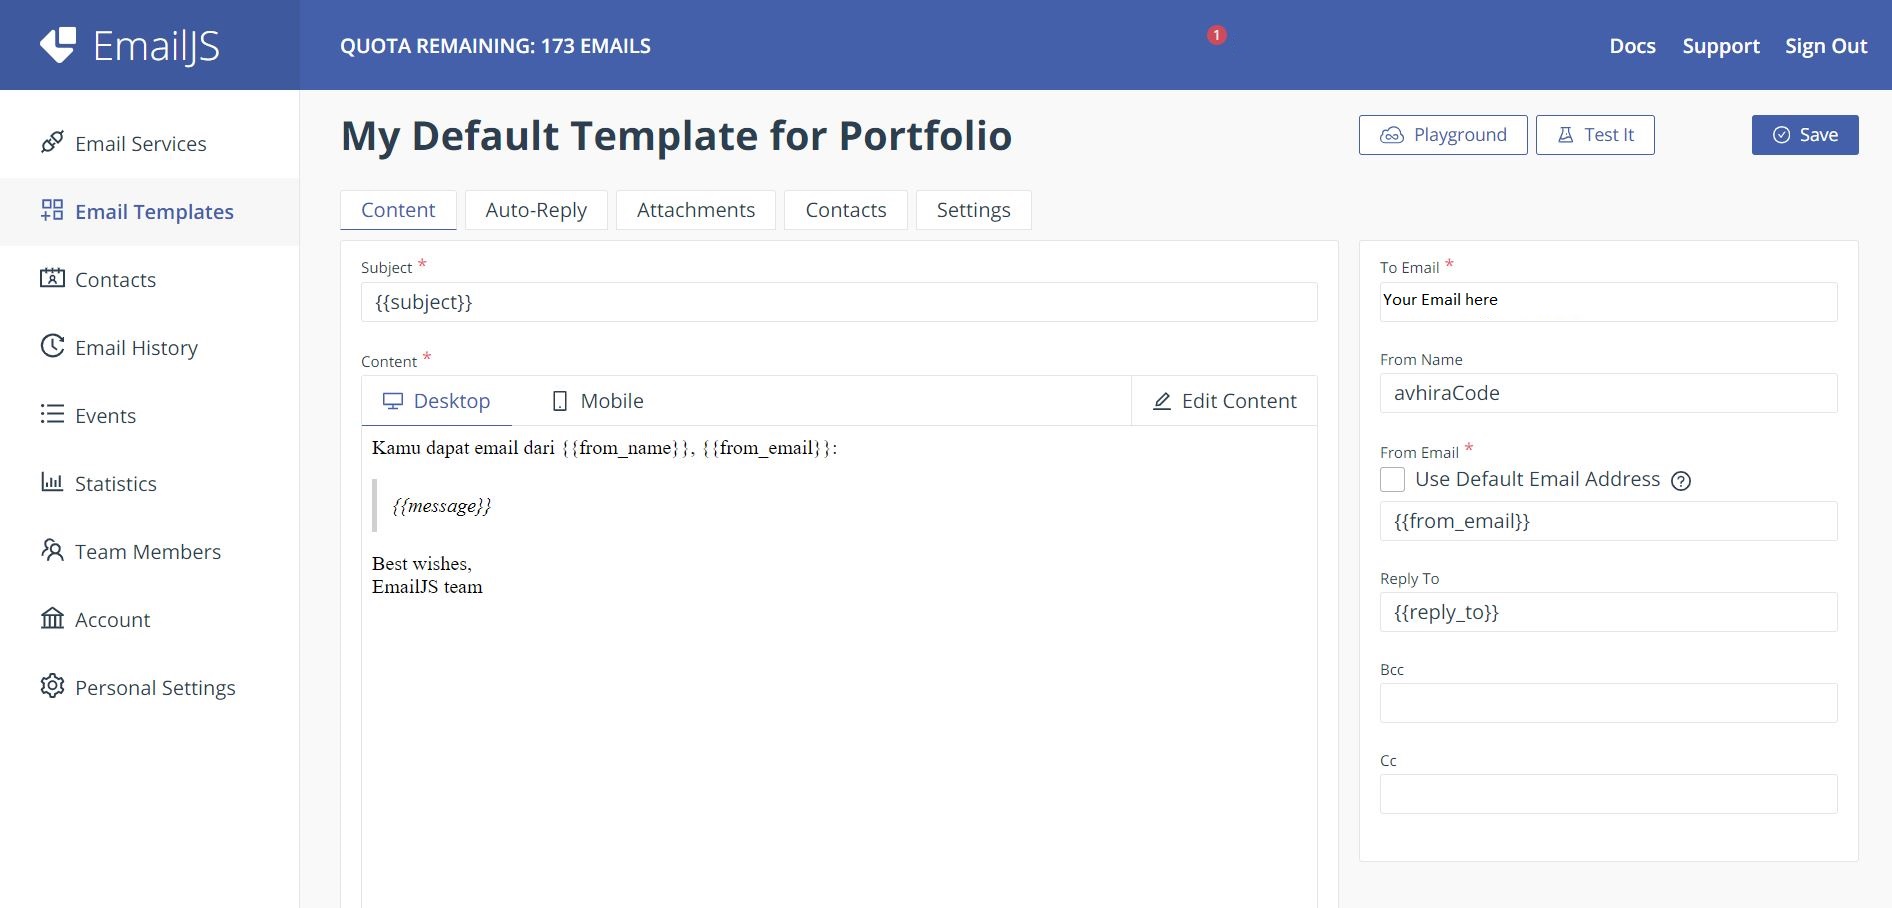 EmailJS
QUOTA REMAINING: 173 EMAILS
1
Docs
Support
Sign Out
Email Services
Email Templates
Contacts
Email History
Events
Statistics
Team Members
Account
Personal Settings
My Default Template for Portfolio
Playground
Test It
Save
Content
Auto-Reply
Attachments
Contacts
Settings
Subject *
{{subject}}
Content *
Desktop
Mobile
Edit Content
Kamu dapat email dari {{from_name}}, {{from_email}}:
{{message}}
Best wishes,
EmailJS team
To Email *
Your Email here
From Name
avhiraCode
From Email *
Use Default Email Address ?
{{from_email}}
Reply To
{{reply_to}}
Bcc
Cc